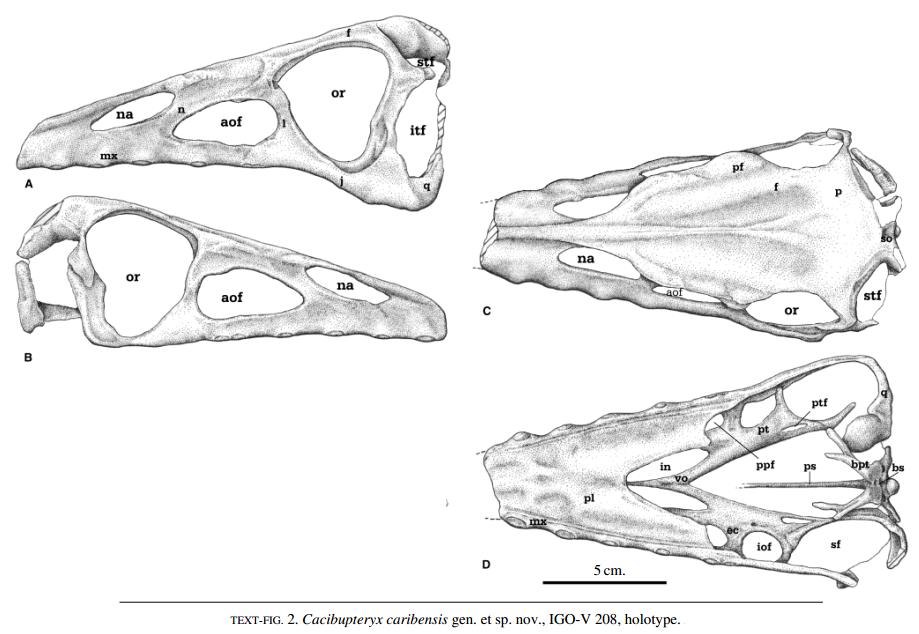 f
stf
or
na
n
aof
l
itf
mx
j
q
A
or
aof
na
B
pf
f
p
so
na
aof
or
stf
C
q
ptf
pt
ppf
in
vo
ps
bpt
bs
pl
mx
ec
iof
sf
D
5 cm.
TEXT-FIG. 2. Cacibupteryx caribensis gen. et sp. nov., IGO-V 208, holotype.